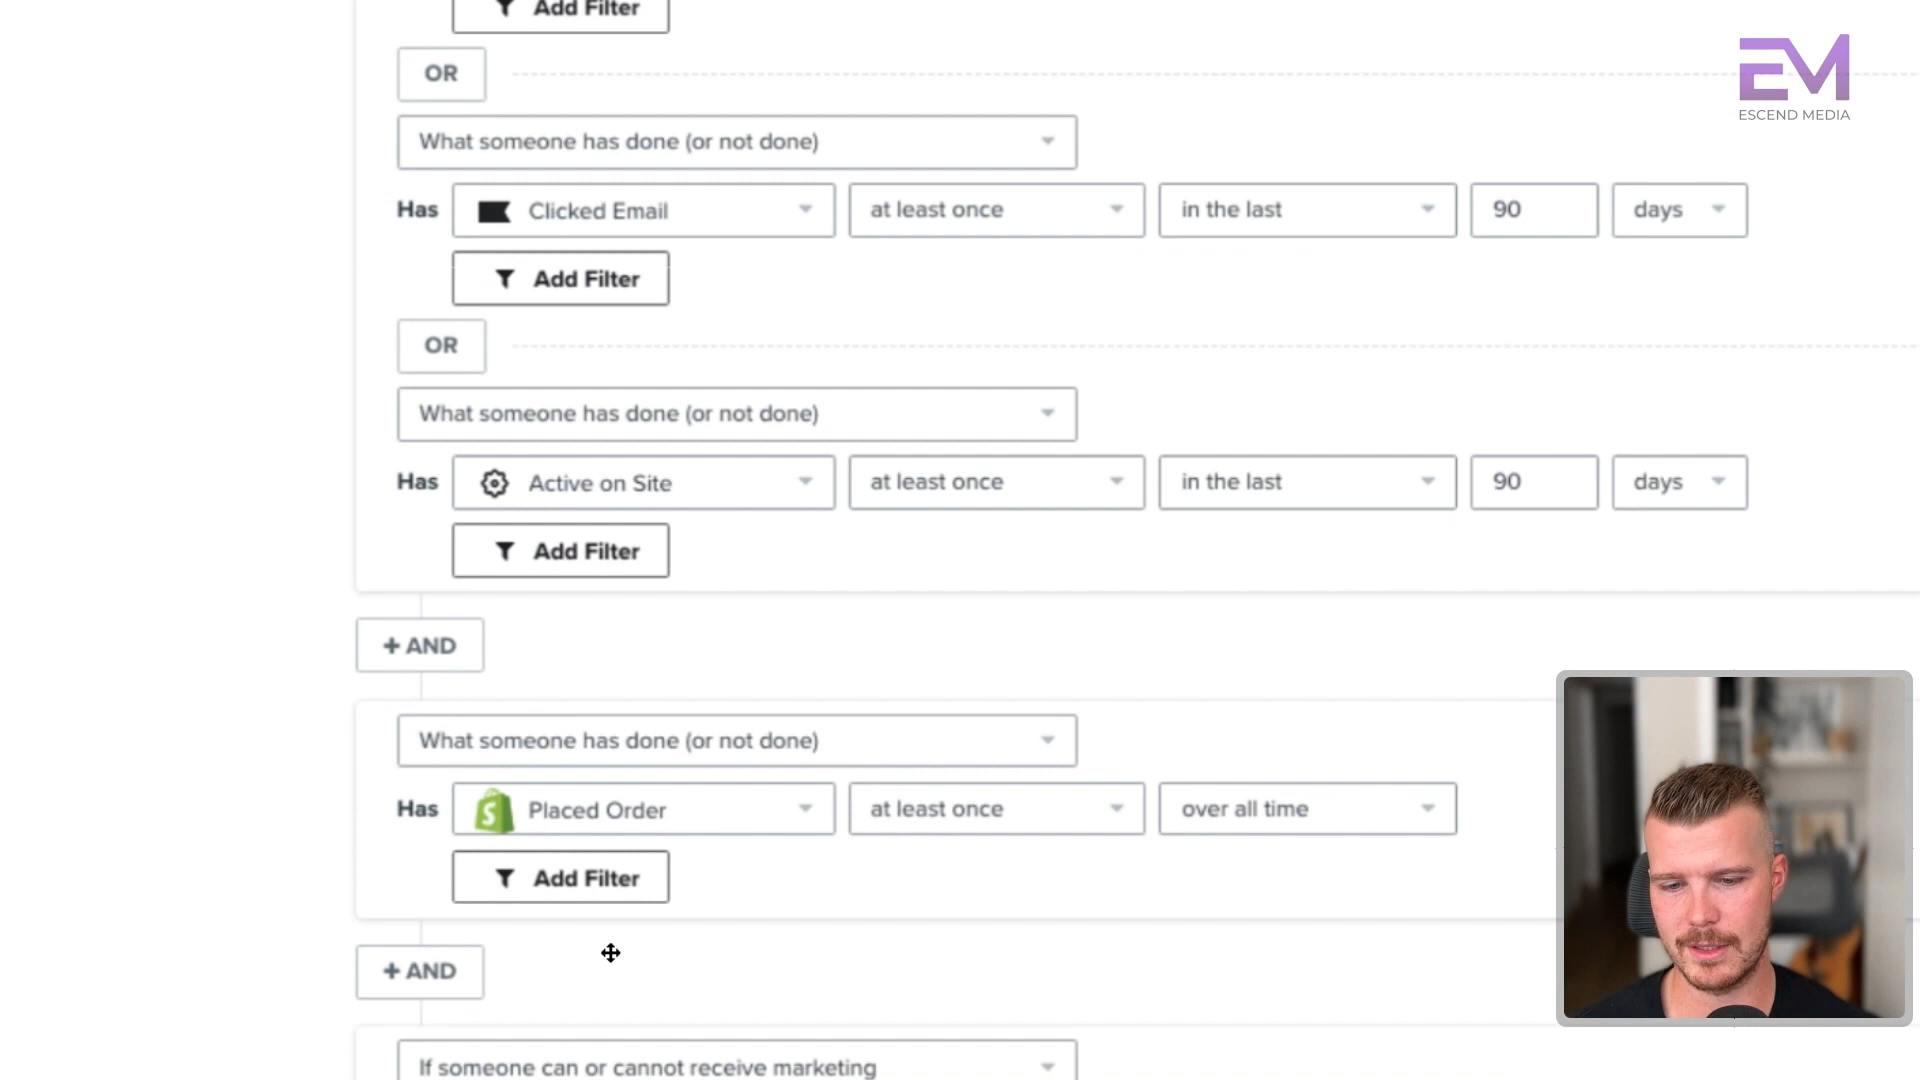 Add Filter
OR
EM
ESCEND MEDIA
What someone has done (or not done)
Has Clicked Email at least once in the last 90 days
Add Filter
OR
What someone has done (or not done)
Has Active on Site at least once in the last 90 days
Add Filter
+ AND
What someone has done (or not done)
Has Placed Order at least once over all time
Add Filter
+ AND
If someone can or cannot receive marketing